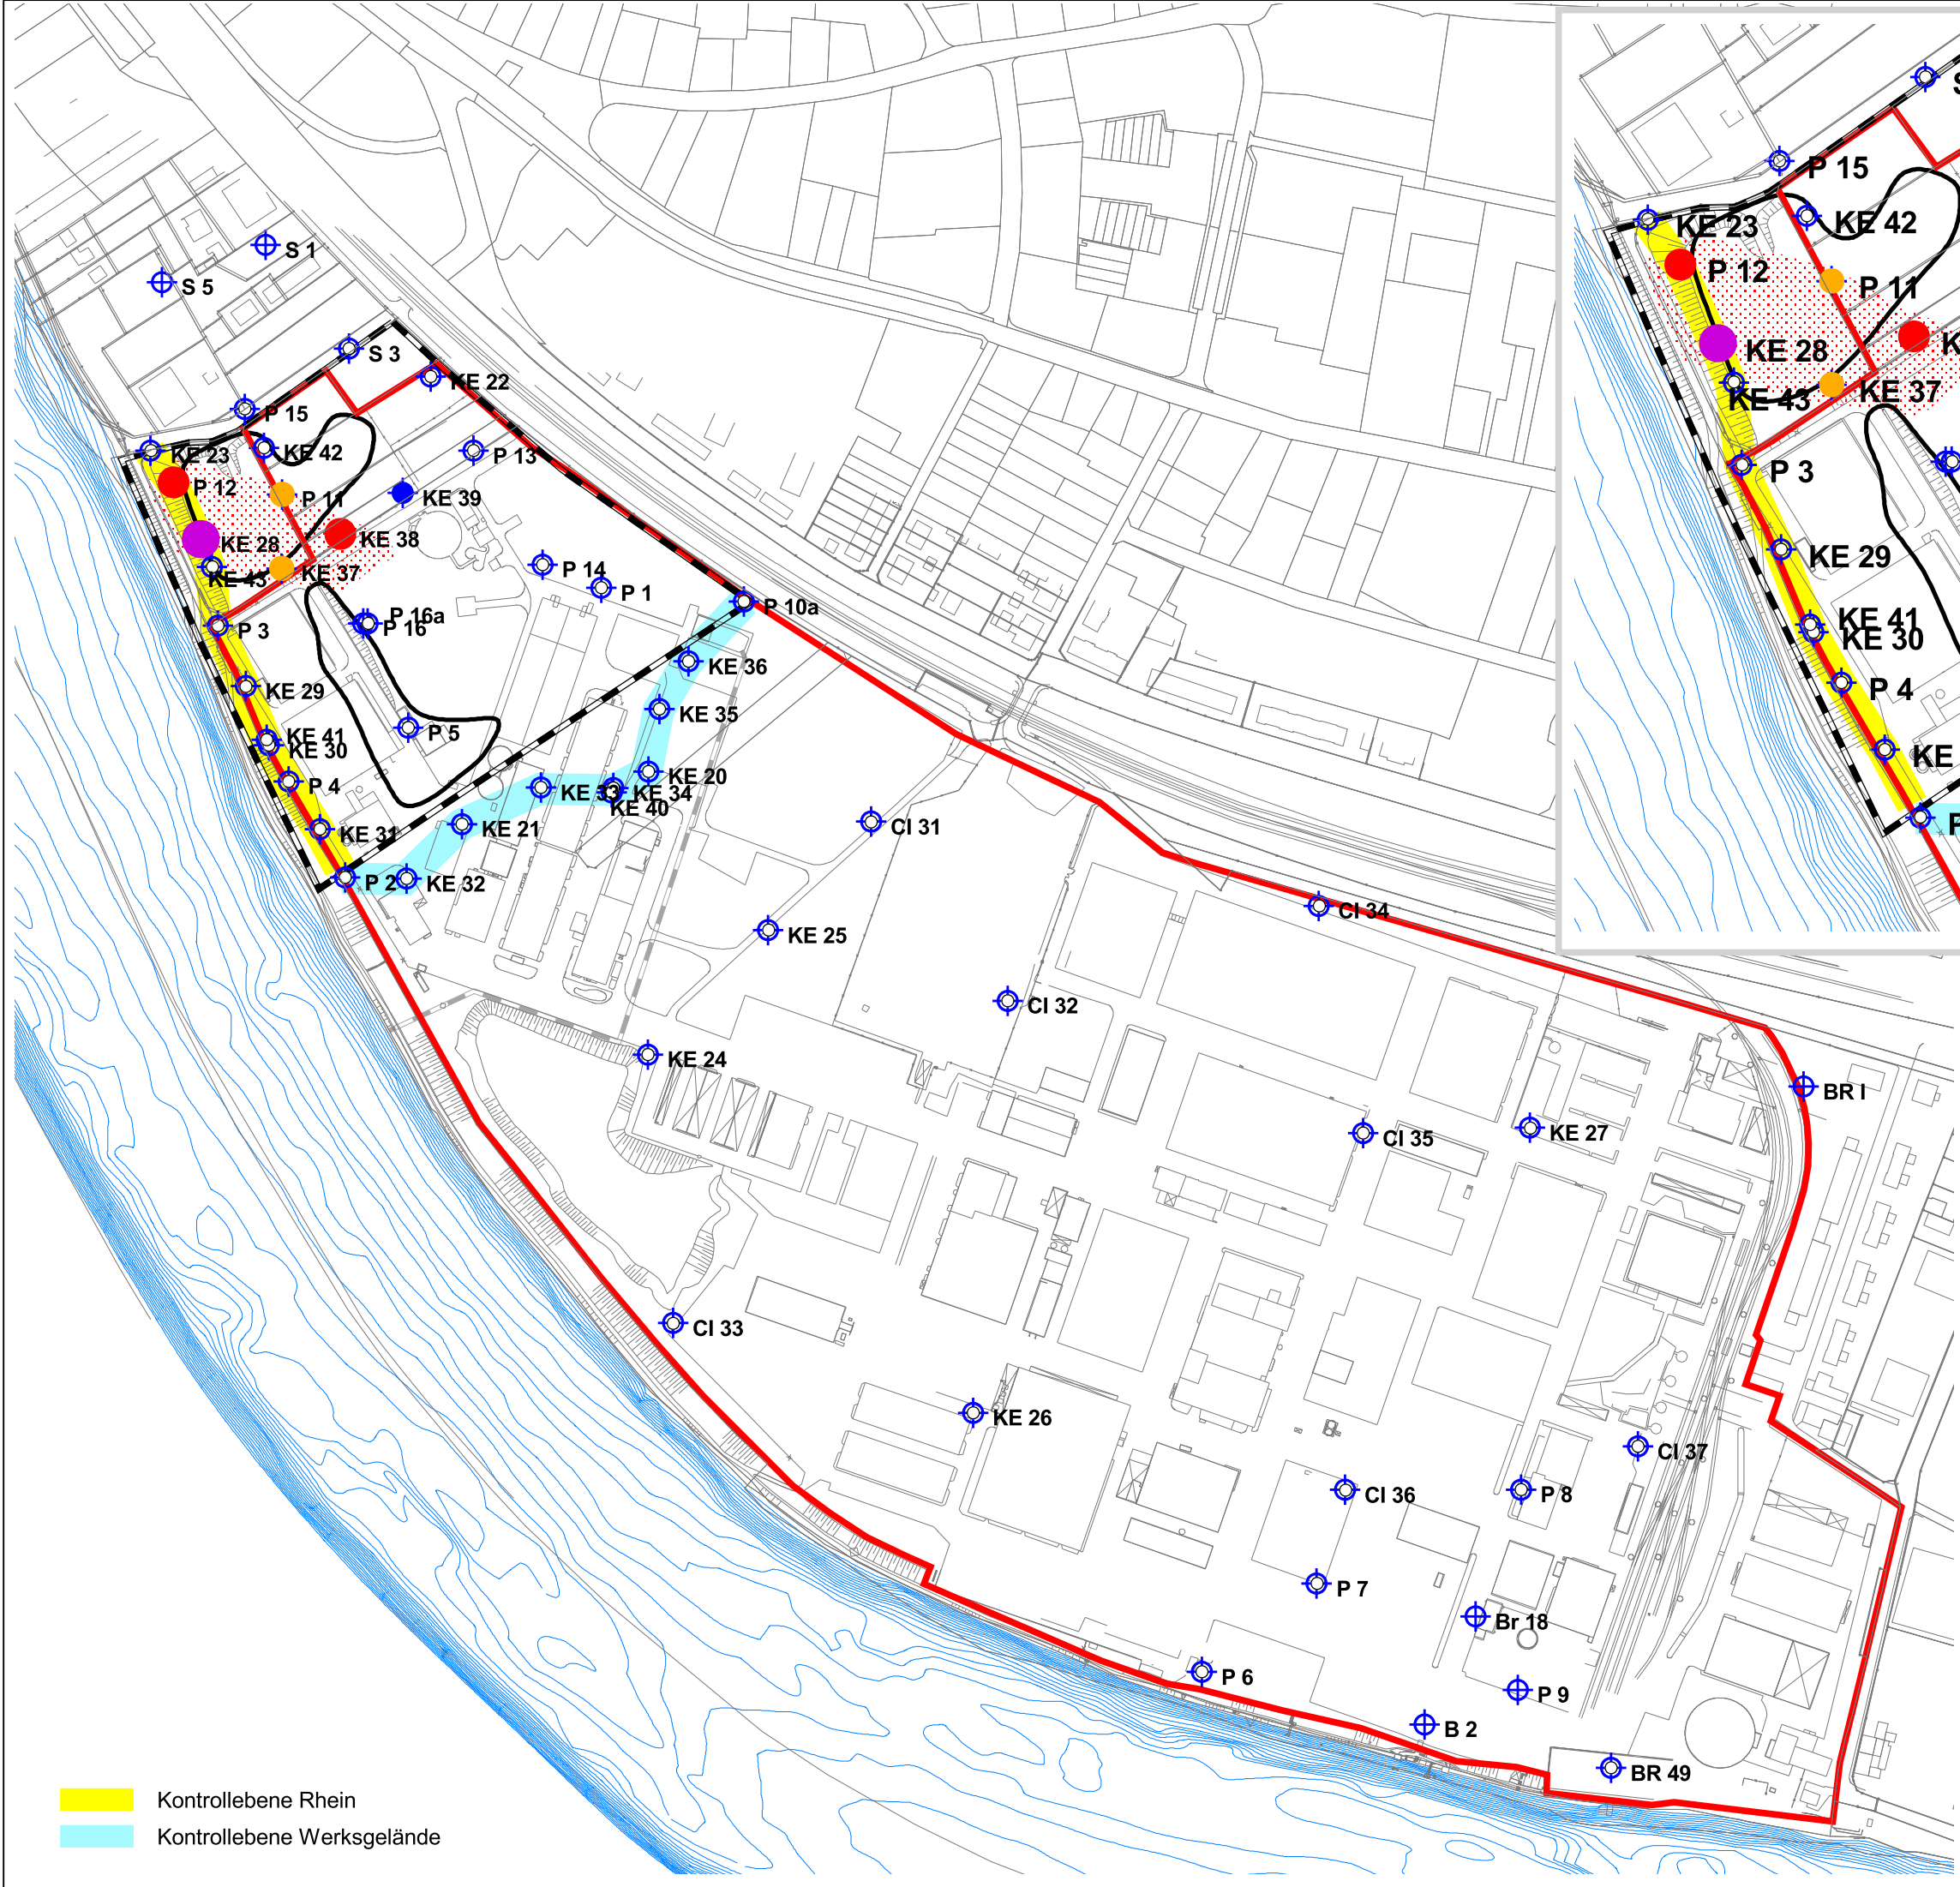 S 1
S 5
S 3
KE 22
P 15
KE 42
KE 23
P 13
P 12
P 11
KE 39
KE 28
KE 38
KE 43
KE 37
P 14
P 1
P 10a
P 16a
P 16
P 3
KE 36
KE 29
KE 35
P 5
KE 41
KE 30
KE 20
P 4
KE 33
KE 34
KE 40
KE 21
CI 31
KE 31
P 2
KE 32
CI 34
KE 25
CI 32
KE 24
BR I
KE 27
CI 35
CI 33
KE 26
CI 37
CI 36
P 8
P 7
Br 18
P 6
P 9
B 2
BR 49
P 15
KE 42
KE 23
P 12
P 11
KE 28
KE 43
KE 37
P 3
KE 29
KE 41
KE 30
P 4
KE
Kontrollebene Rhein
Kontrollebene Werksgelände